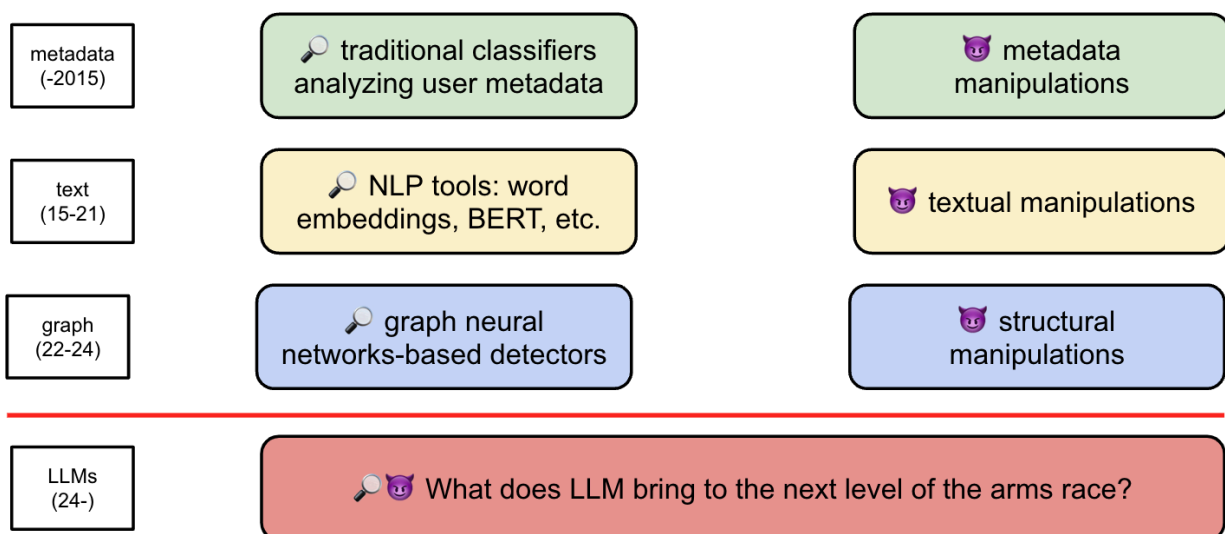 metadata
(-2015)
🔎 traditional classifiers
analyzing user metadata
😈 metadata
manipulations
text
(15-21)
🔎 NLP tools: word
embeddings, BERT, etc.
😈 textual manipulations
graph
(22-24)
🔎 graph neural
networks-based detectors
😈 structural
manipulations
LLMs
(24-)
🔎😈 What does LLM bring to the next level of the arms race?